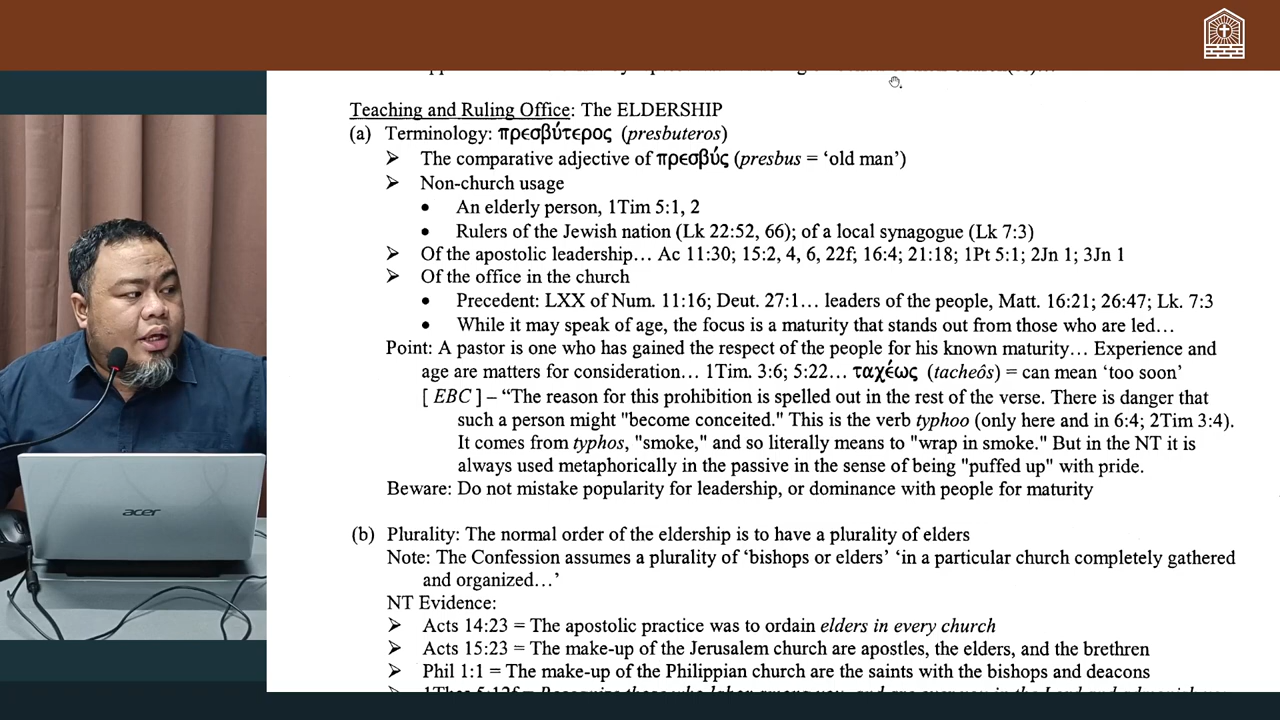 Teaching and Ruling Office: The ELDERSHIP
(a) Terminology: πρεσβύτερος (presbuteros)
➢ The comparative adjective of πρεσβύς (presbus = ‘old man’)
➢ Non-church usage
• An elderly person, 1Tim 5:1, 2
• Rulers of the Jewish nation (Lk 22:52, 66); of a local synagogue (Lk 7:3)
➢ Of the apostolic leadership… Ac 11:30; 15:2, 4, 6, 22f; 16:4; 21:18; 1Pt 5:1; 2Jn 1; 3Jn 1
➢ Of the office in the church
• Precedent: LXX of Num. 11:16; Deut. 27:1… leaders of the people, Matt. 16:21; 26:47; Lk. 7:3
• While it may speak of age, the focus is a maturity that stands out from those who are led…
Point: A pastor is one who has gained the respect of the people for his known maturity… Experience and
age are matters for consideration… 1Tim. 3:6; 5:22… ταχέως (tacheôs) = can mean ‘too soon’
[ EBC ] – “The reason for this prohibition is spelled out in the rest of the verse. There is danger that
such a person might "become conceited." This is the verb typhoo (only here and in 6:4; 2Tim 3:4).
It comes from typhos, "smoke," and so literally means to "wrap in smoke." But in the NT it is
always used metaphorically in the passive in the sense of being "puffed up" with pride.
Beware: Do not mistake popularity for leadership, or dominance with people for maturity
(b) Plurality: The normal order of the eldership is to have a plurality of elders
Note: The Confession assumes a plurality of ‘bishops or elders’ ‘in a particular church completely gathered
and organized…’
NT Evidence:
➢ Acts 14:23 = The apostolic practice was to ordain elders in every church
➢ Acts 15:23 = The make-up of the Jerusalem church are apostles, the elders, and the brethren
➢ Phil 1:1 = The make-up of the Philippian church are the saints with the bishops and deacons
acer